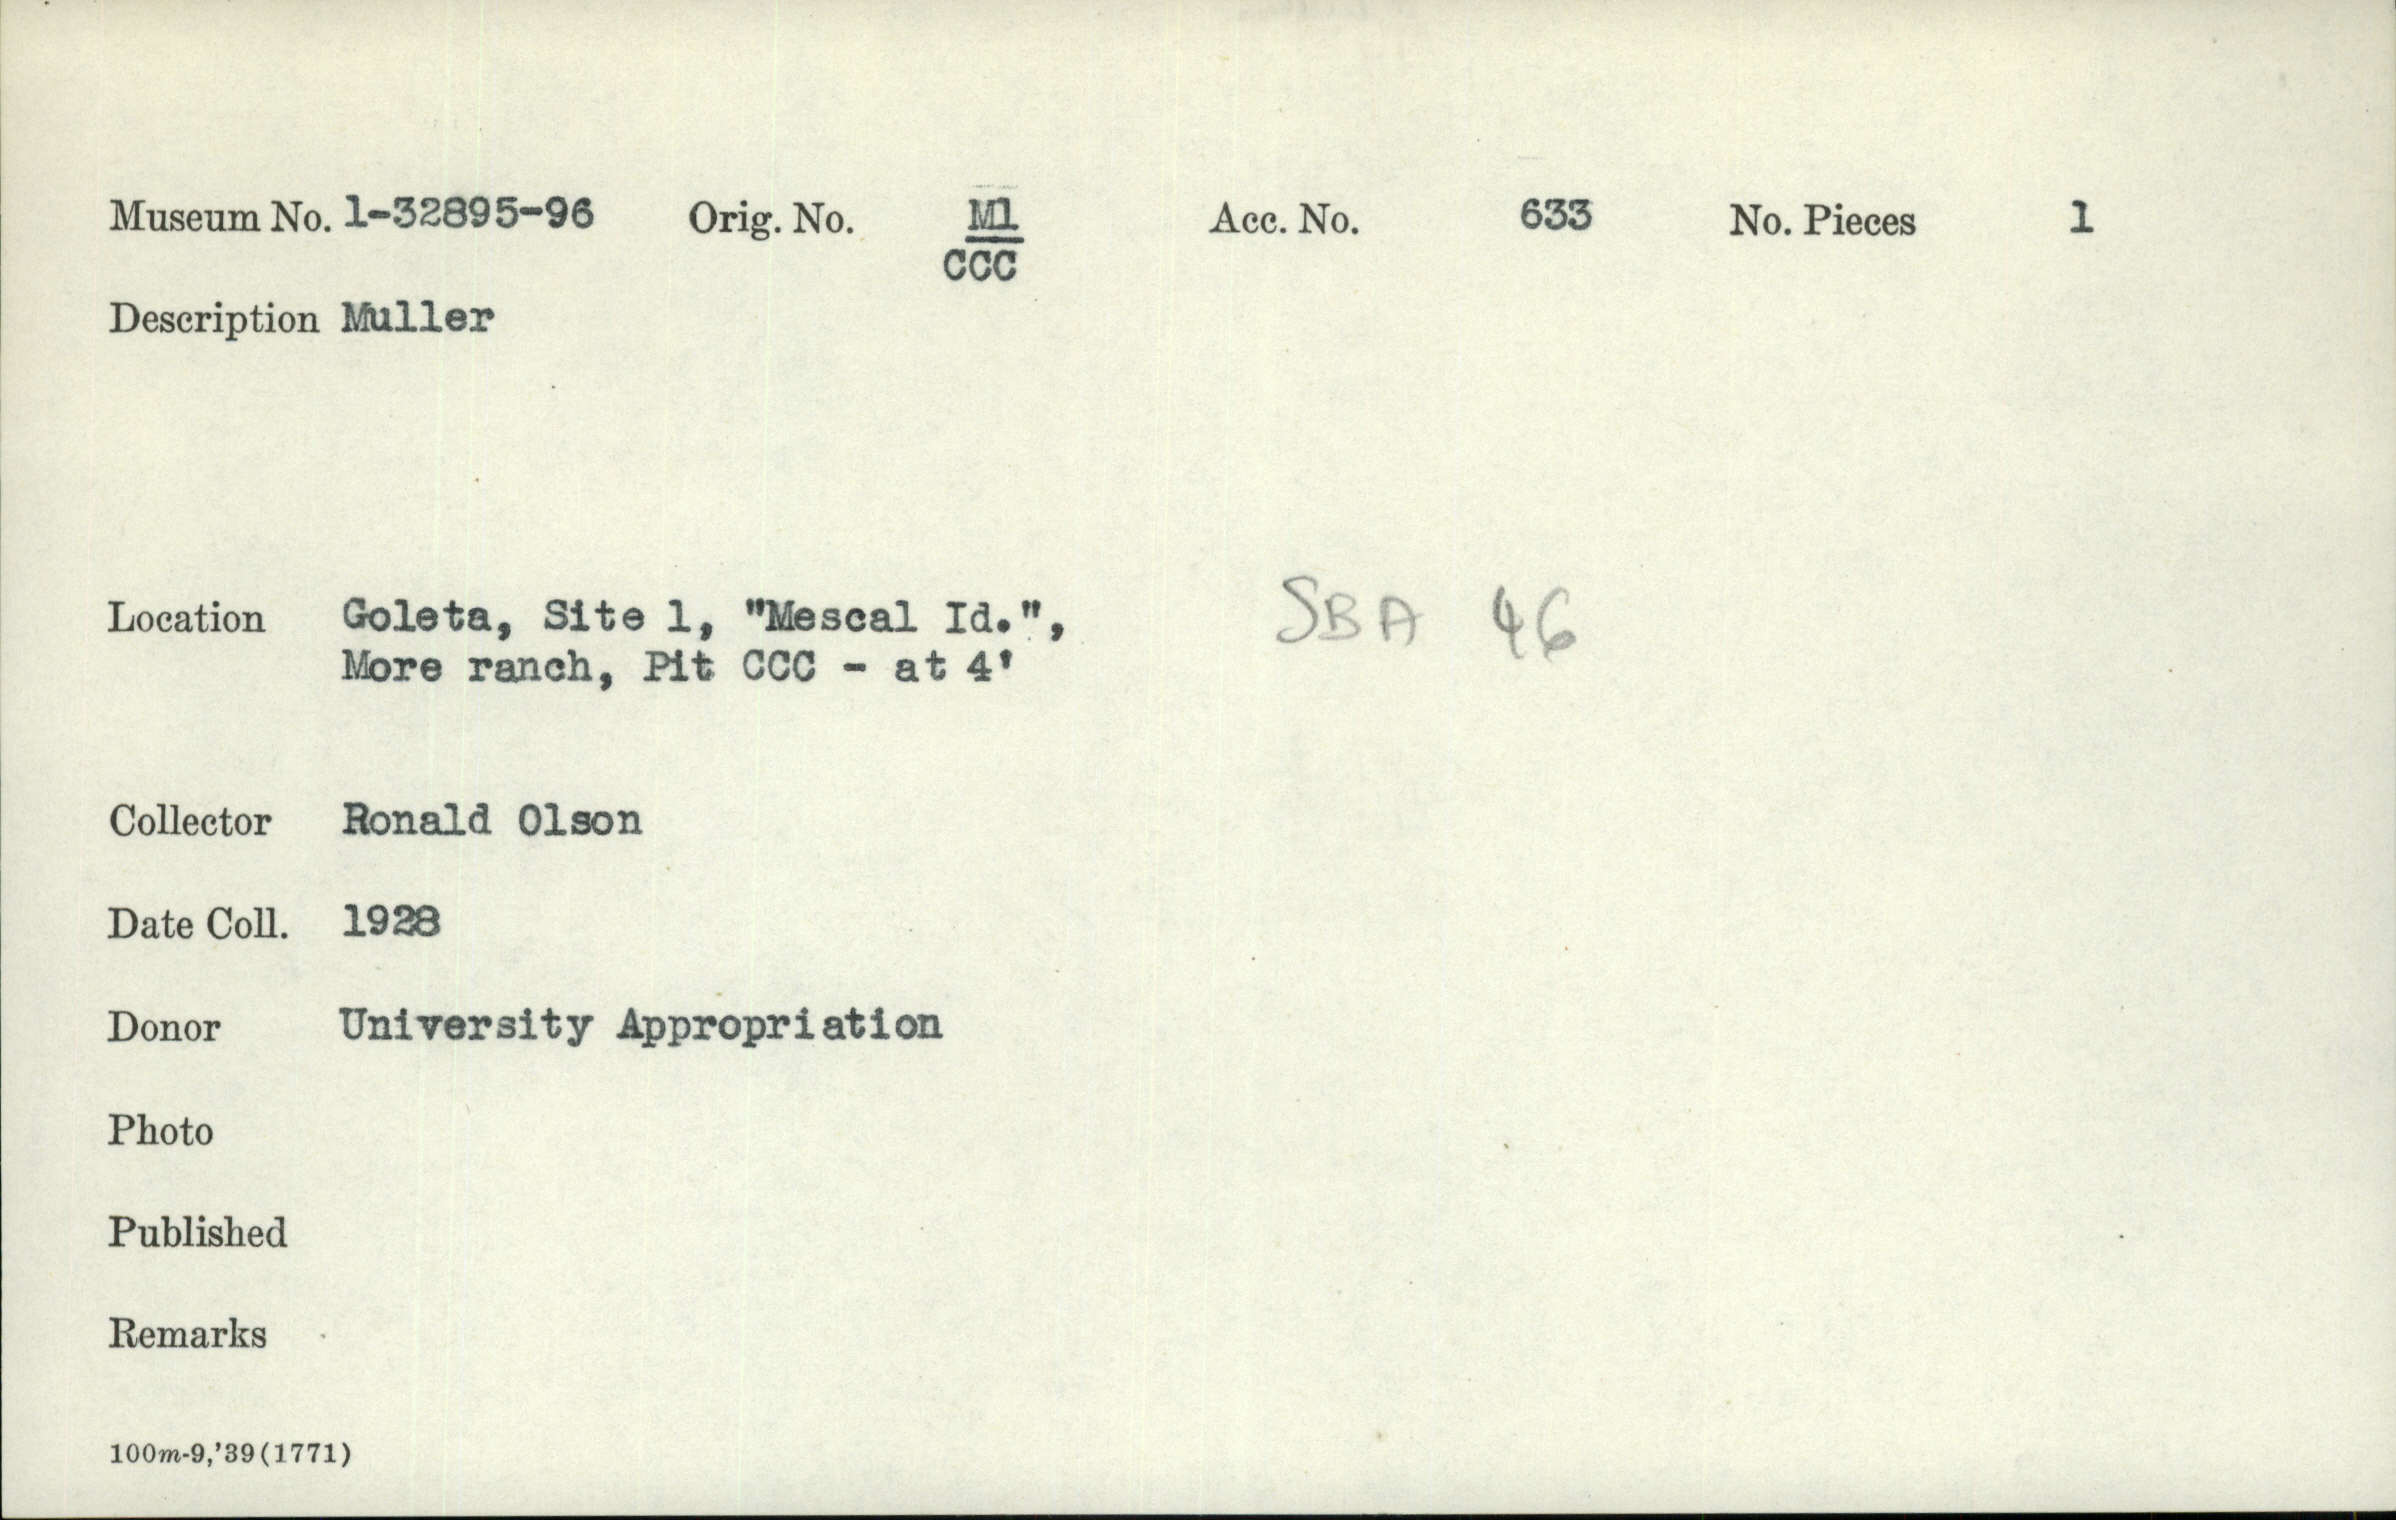 Museum No. 1-32895-96 Orig. No. M1 Acc. No. 633 No. Pieces 1
CCC
Description Muller
Location Goleta, Site 1, "Mescal Id.", SBA 46
More ranch, Pit CCC - at 4'
Collector Ronald Olson
Date Coll. 1928
Donor University Appropriation
Photo
Published
Remarks
100m-9,'39(1771)